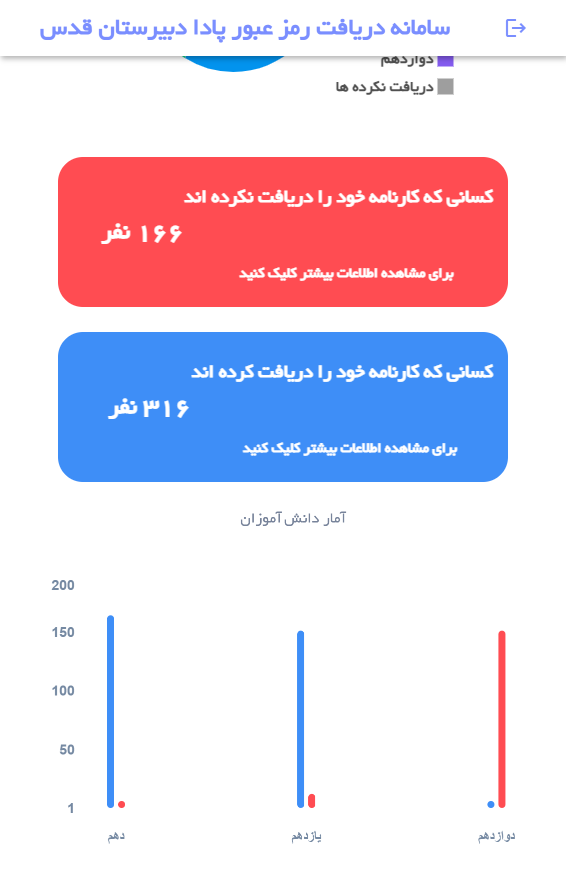 سامانه دریافت رمز عبور پادا دبیرستان قدس
دوازدهم
دریافت نکرده ها
کسانی که کارنامه خود را دریافت نکرده اند
۱۶۶ نفر
برای مشاهده اطلاعات بیشتر کلیک کنید
کسانی که کارنامه خود را دریافت کرده اند
۳۱۶ نفر
برای مشاهده اطلاعات بیشتر کلیک کنید
آمار دانش آموزان
200
150
100
50
1
دهم
یازدهم
دوازدهم